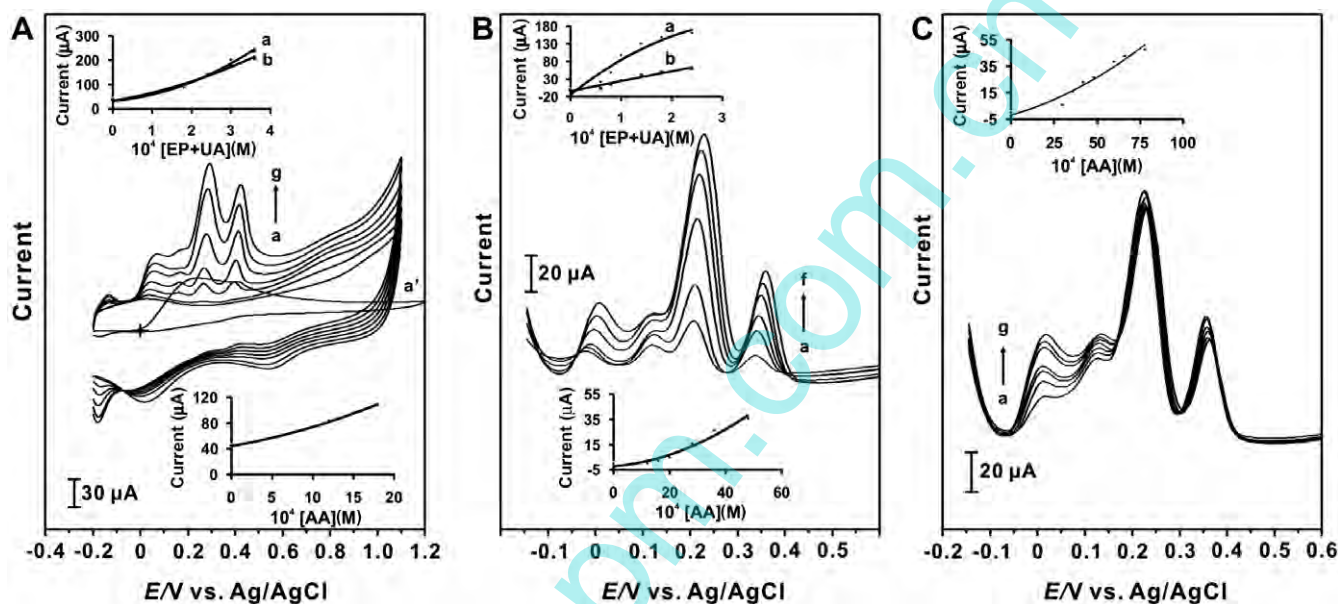 A
Current (µA)
300
200
100
0
a
b
0 1 2 3 4
10⁴ [EP+UA](M)
g
a
a'
Current
120
80
40
0
Current (µA)
0 5 10 15 20
10⁴ [AA](M)
30 µA
-0.4 -0.2 0 0.2 0.4 0.6 0.8 1.0 1.2
E/V vs. Ag/AgCl
B
Current (µA)
180
130
80
30
-20
a
b
0 1 2 3 4
10⁴ [EP+UA](M)
20 µA
f
a
Current
Current (µA)
55
35
15
-5
0 20 40 60
10⁴ [AA](M)
-0.1 0 0.1 0.2 0.3 0.4 0.5
E/V vs. Ag/AgCl
C
Current (µA)
55
35
15
-5
0 25 50 75 100
10⁴ [AA](M)
g
a
Current
20 µA
-0.2 -0.1 0 0.1 0.2 0.3 0.4 0.5 0.6
E/V vs. Ag/AgCl
pm.com.cn